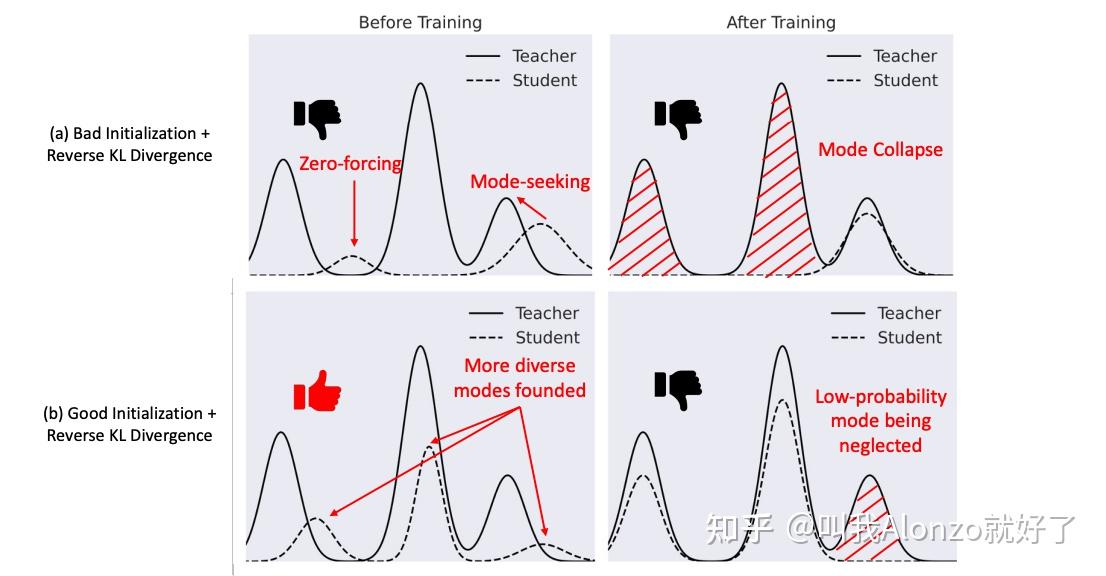 Before Training
After Training
Teacher
Student
Teacher
Student
(a) Bad Initialization +
Reverse KL Divergence
Zero-forcing
Mode-seeking
Mode Collapse
Teacher
Student
Teacher
Student
More diverse
modes founded
(b) Good Initialization +
Reverse KL Divergence
Low-probability
mode being
neglected
知乎 @叫我Alonzo就好了